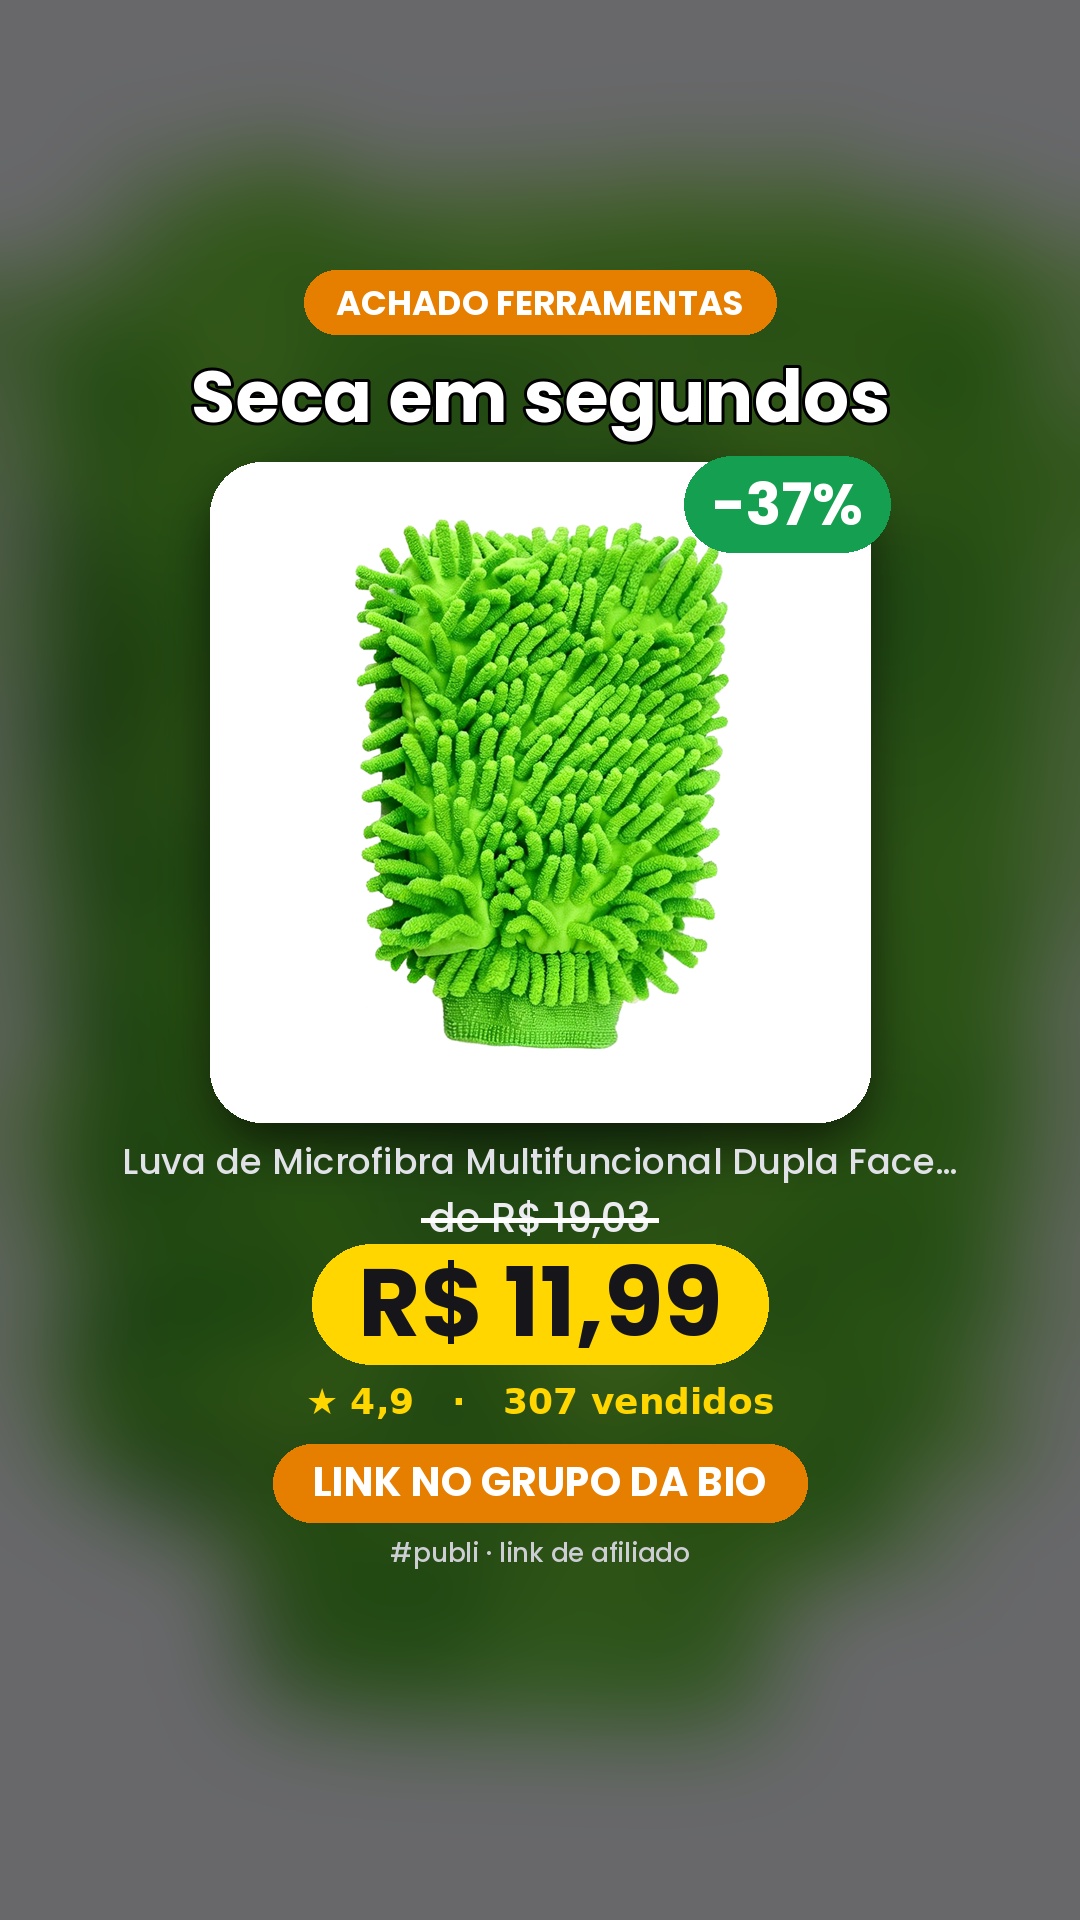 ACHADO FERRAMENTAS
Seca em segundos
-37%
Luva de Microfibra Multifuncional Dupla Face...
de R$ 19,03
R$ 11,99
★ 4,9 · 307 vendidos
LINK NO GRUPO DA BIO
#publi · link de afiliado